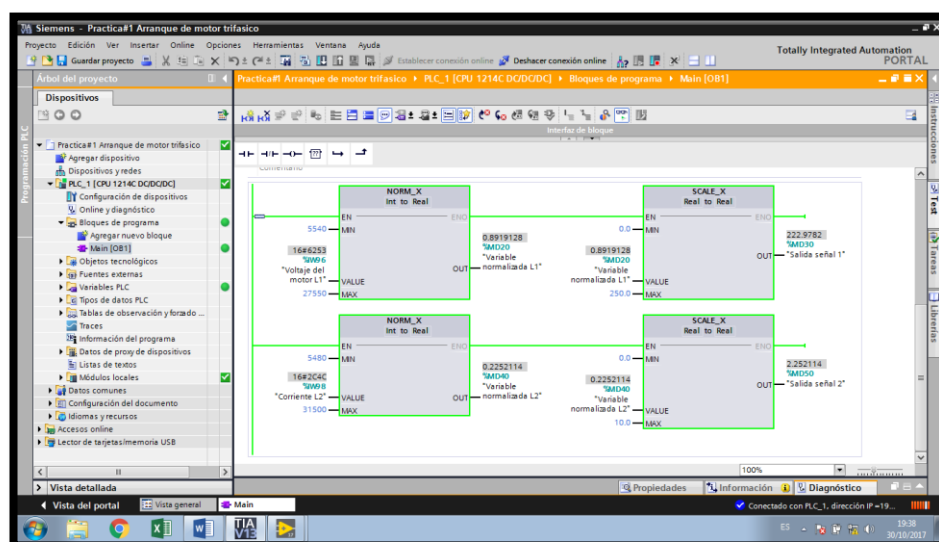 Siemens - Practica#1 Arranque de motor trifasico
Proyecto Edición Ver Insertar Online Opciones Herramientas Ventana Ayuda
Totally Integrated Automation
PORTAL
Guardar proyecto
Establecer conexión online
Deshacer conexión online
Árbol del proyecto
Practica#1 Arranque de motor trifasico PLC_1 [CPU 1214C DC/DC/DC] Bloques de programa Main [OB1]
Dispositivos
Programación PLC
Interfaz de bloque
Practica#1 Arranque de motor trifasico
Agregar dispositivo
Dispositivos y redes
PLC_1 [CPU 1214C DC/DC/DC]
Configuración de dispositivos
Online y diagnóstico
Bloques de programa
Agregar nuevo bloque
Main [OB1]
Objetos tecnológicos
Fuentes externas
Variables PLC
Tipos de datos PLC
Tablas de observación y forzado ...
Traces
Información del programa
Datos de proxy de dispositivos
Listas de textos
Módulos locales
Datos comunes
Configuración del documento
Idiomas y recursos
Accesos online
Lector de tarjetas/memoria USB
Comentario
NORM_X
Int to Real
EN
ENO
5540
MIN
16#6253
%IW96
"Voltaje del motor L1"
VALUE
27550
MAX
0.8919128
%MD20
"Variable normalizada L1"
OUT
SCALE_X
Real to Real
EN
ENO
0.0
MIN
0.8919128
%MD20
"Variable normalizada L1"
VALUE
250.0
MAX
222.9782
%MD30
"Salida señal 1"
OUT
NORM_X
Int to Real
EN
ENO
5480
MIN
16#2C4C
%IW98
"Corriente L2"
VALUE
31500
MAX
0.2252114
%MD40
"Variable normalizada L2"
OUT
SCALE_X
Real to Real
EN
ENO
0.0
MIN
0.2252114
%MD40
"Variable normalizada L2"
VALUE
10.0
MAX
2.252114
%MD50
"Salida señal 2"
OUT
Instrucciones
Test
Tareas
Librerías
100%
Vista detallada
Propiedades
Información
Diagnóstico
Vista del portal
Vista general
Main
Conectado con PLC_1, dirección IP =19...
TIA V13
ES
19:38
30/10/2017